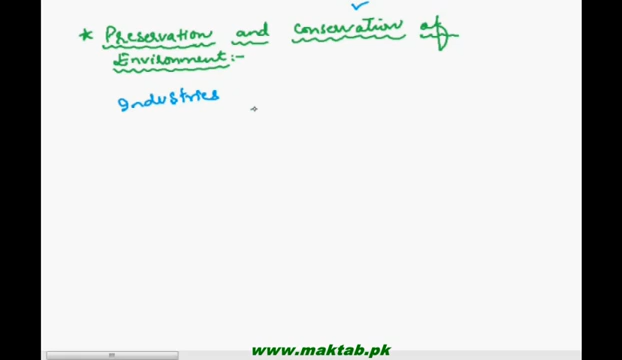 * Preservation and conservation of
Environment:-
Industries
www.maktab.pk